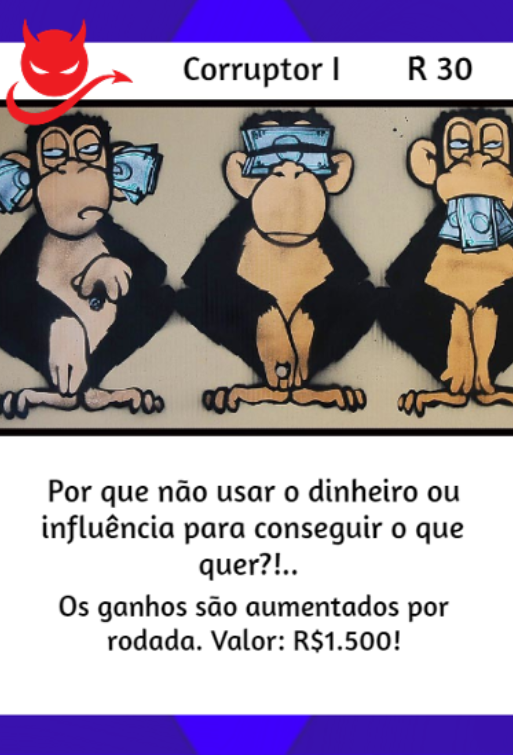 Corruptor I R 30
Por que não usar o dinheiro ou
influência para conseguir o que
quer?!..
Os ganhos são aumentados por
rodada. Valor: R$1.500!